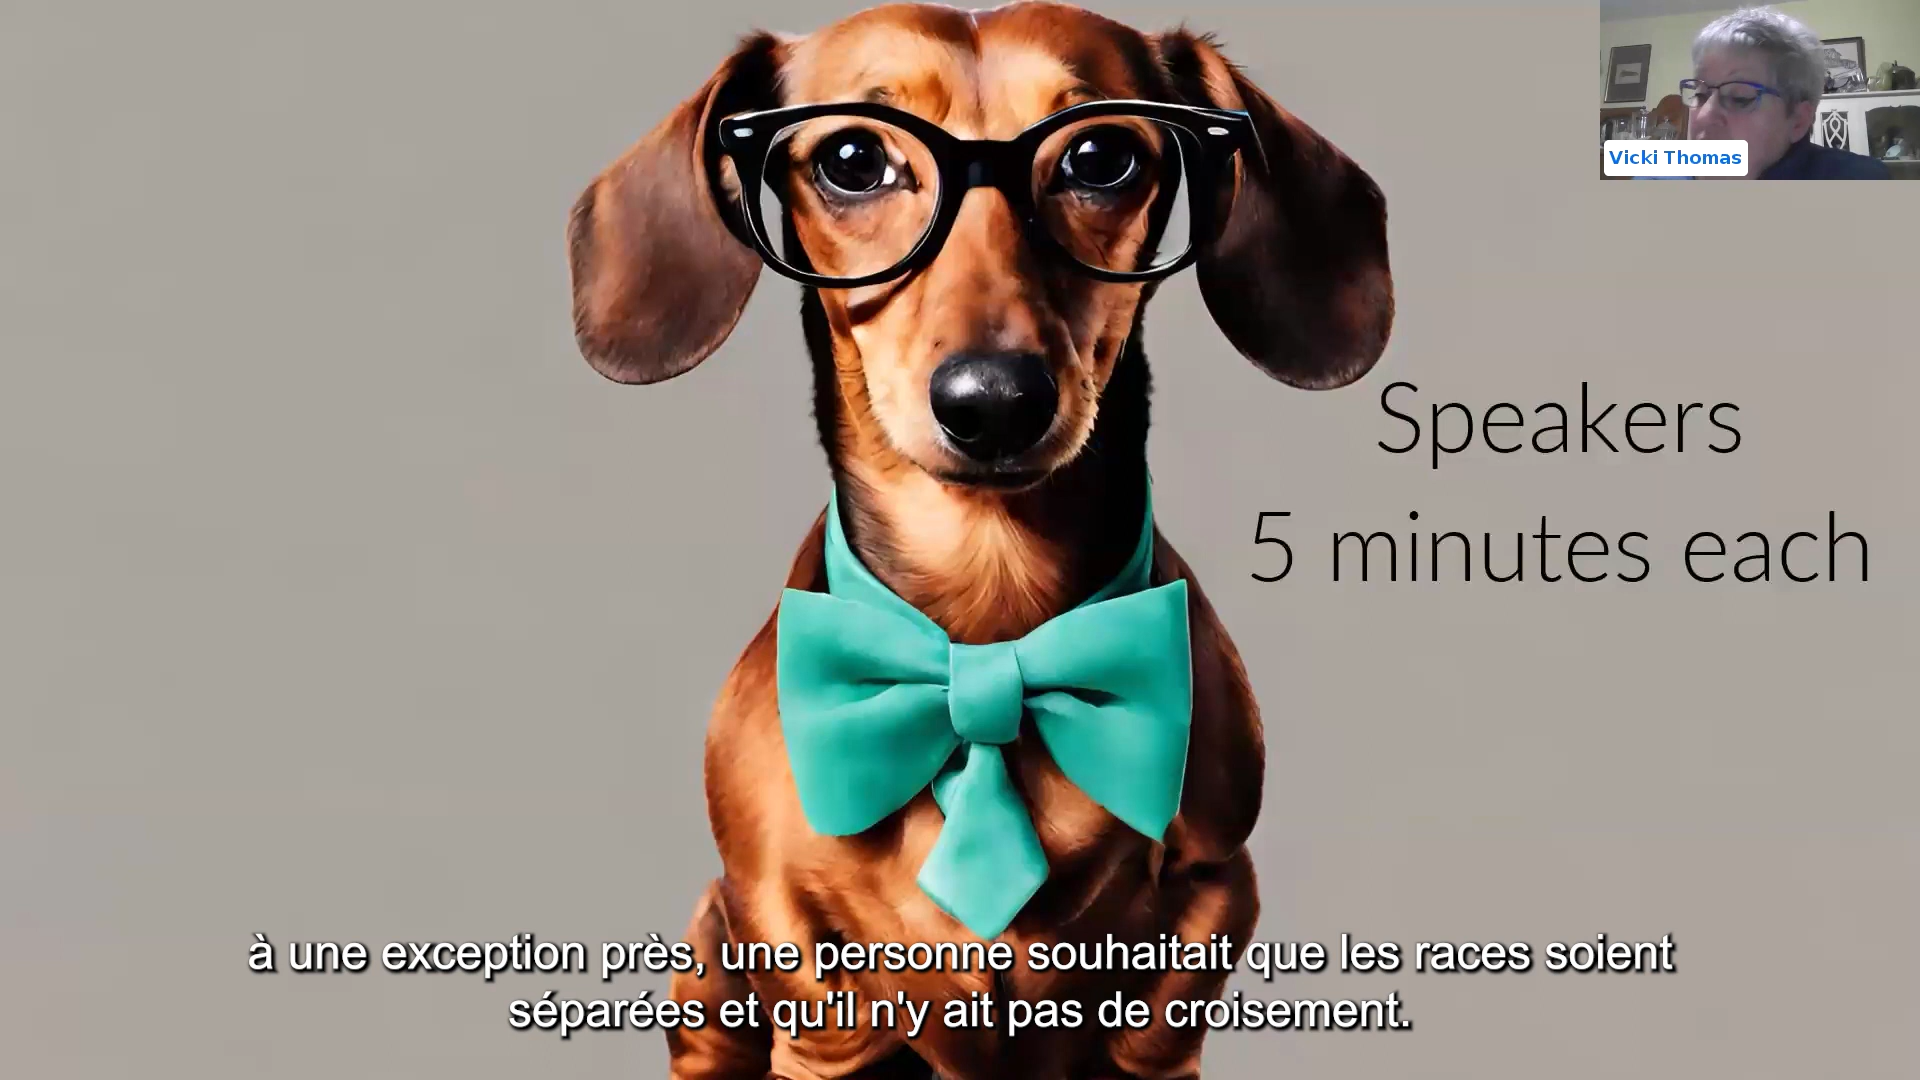 Vicki Thomas
Speakers
5 minutes each
à une exception près, une personne souhaitait que les races soient
séparées et qu'il n'y ait pas de croisement.